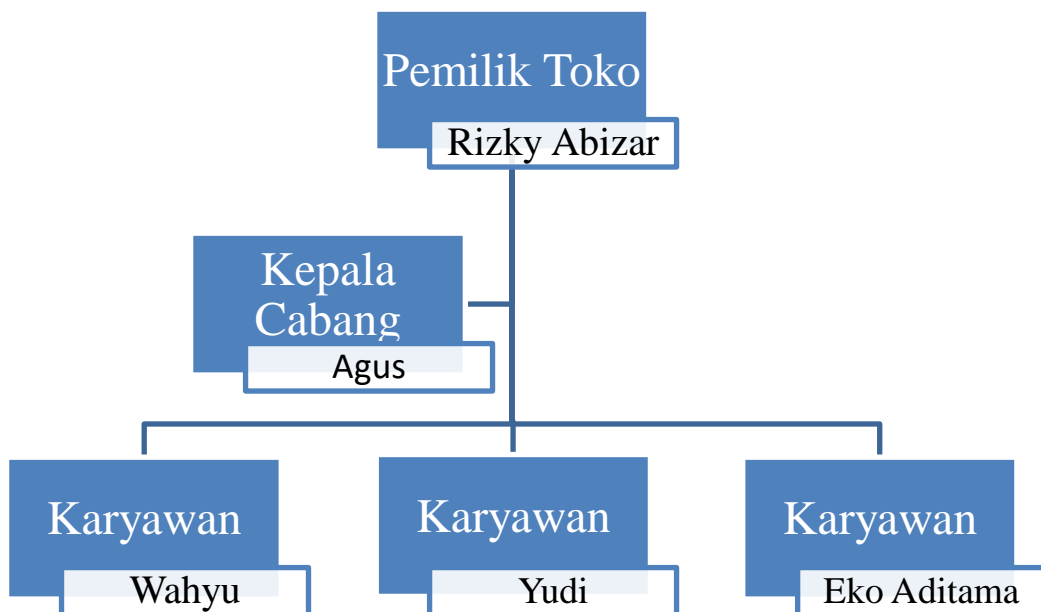 Pemilik Toko
Rizky Abizar
Kepala
Cabang
Agus
Karyawan
Wahyu
Karyawan
Yudi
Karyawan
Eko Aditama